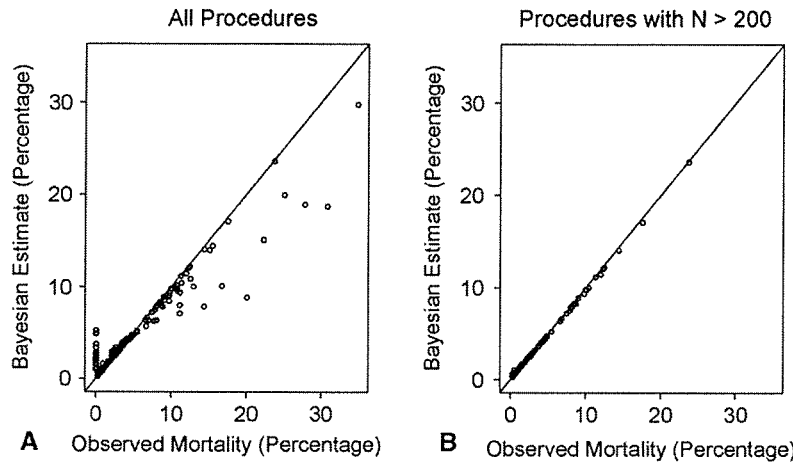 All Procedures
Bayesian Estimate (Percentage)
30
20
10
0
0 10 20 30
A Observed Mortality (Percentage)
Procedures with N > 200
Bayesian Estimate (Percentage)
30
20
10
0
0 10 20 30
B Observed Mortality (Percentage)